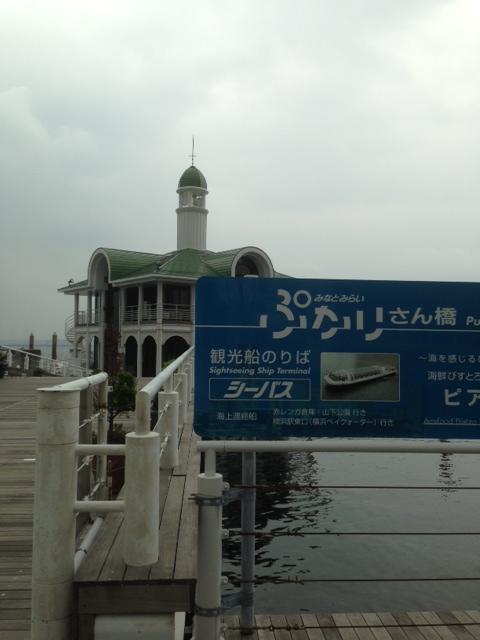 みなとみらい
ぷかりさん橋 Pu
観光船のりば
Sightseeing Ship Terminal
シーバス
海上連絡船
赤レンガ倉庫・山下公園 行き
横浜駅東口(横浜ベイクォーター) 行き
～海を感じる
海鮮びすとろ
ピア
Seafood Bistro